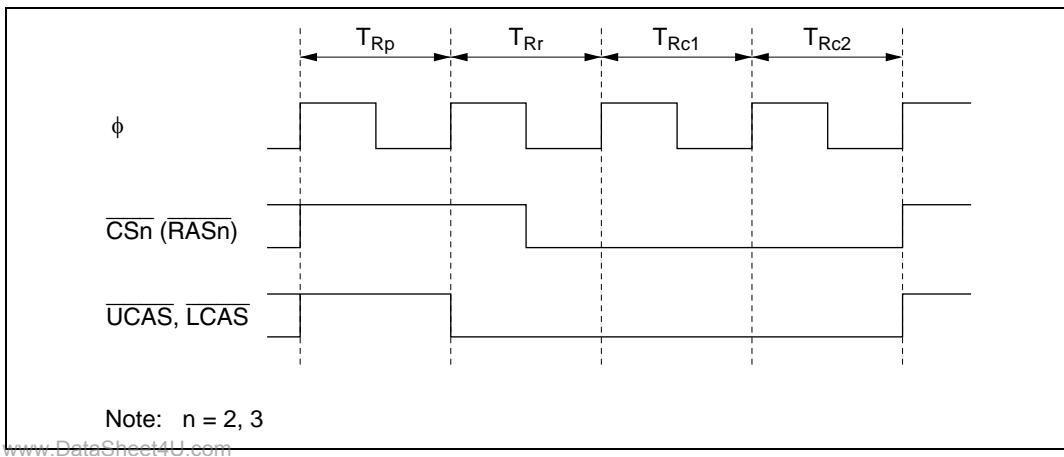 TRp TRr TRc1 TRc2
ϕ
CSn (RASn)
UCAS, LCAS
Note: n = 2, 3
www.DataSheet4U.com